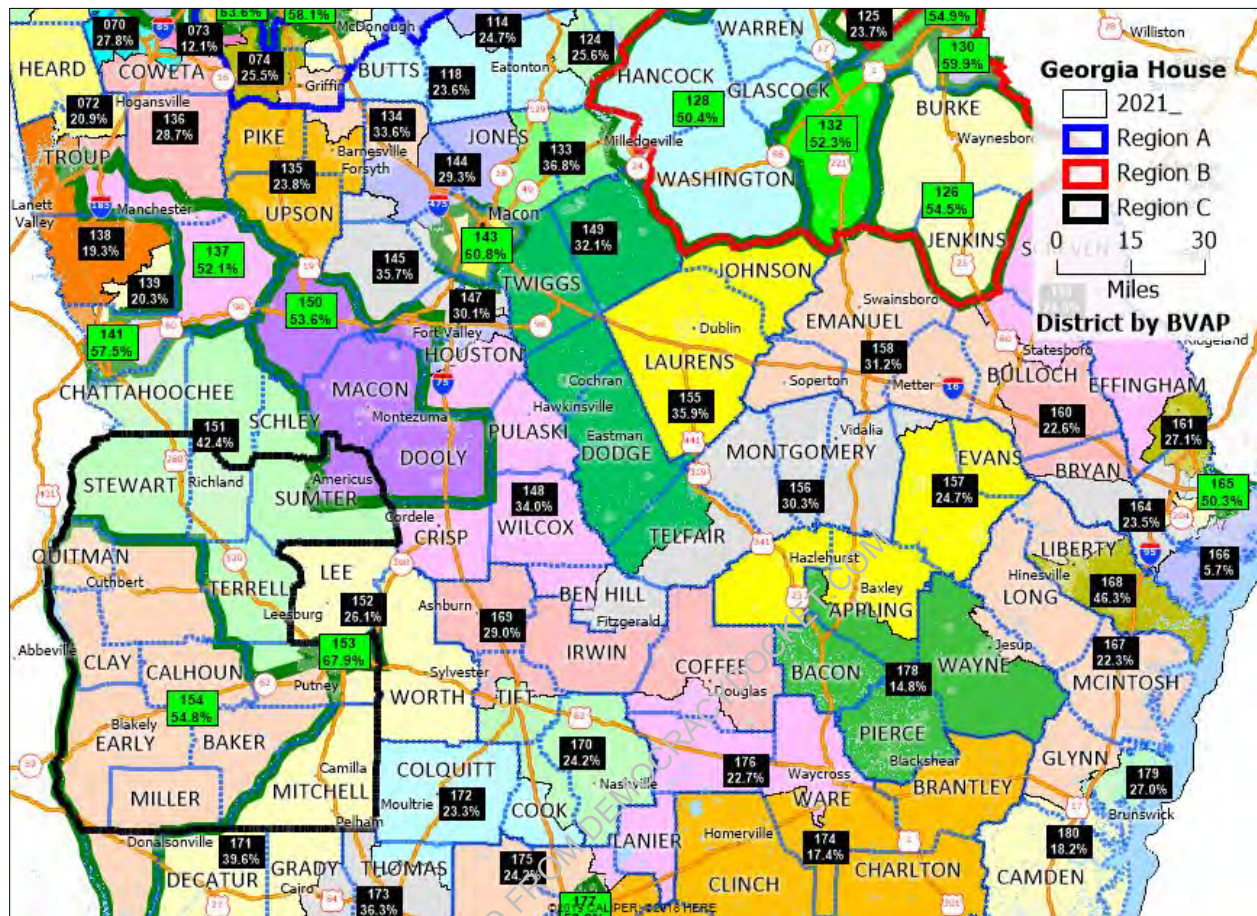 070
27.8%
073
12.1%
63.6%
58.1%
McDonough
074
25.5%
114
24.7%
124
25.6%
WARREN
125
23.7%
54.9%
130
59.9%
Williston
HEARD
COWETA
BUTTS
118
23.6%
Eatonton
HANCOCK
GLASCOCK
128
50.4%
Georgia House
2021_
Region A
Region B
Region C
0 15 30
Miles
District by BVAP
Hogansville
Griffin
072
20.9%
136
28.7%
PIKE
134
33.6%
Barnesville
Forsyth
JONES
133
36.8%
Milledgeville
132
52.3%
BURKE
Waynesboro
TROUP
135
23.8%
144
29.3%
WASHINGTON
126
54.5%
Lanett
Valley
Manchester
UPSON
Macon
JENKINS
138
19.3%
137
52.1%
145
35.7%
143
60.8%
149
32.1%
TWIGGS
JOHNSON
139
20.3%
150
53.6%
147
30.1%
Swainsboro
EMANUEL
141
57.5%
Fort Valley
HOUSTON
Dublin
158
31.2%
Statesboro
Ridgeland
CHATTAHOOCHEE
MACON
Montezuma
Cochran
LAURENS
Soperton
Metter
BULLOCH
EFFINGHAM
SCHLEY
Hawkinsville
155
35.9%
160
22.6%
151
42.4%
PULASKI
Eastman
DODGE
MONTGOMERY
Vidalia
161
27.1%
STEWART
Richland
DOOLY
EVANS
BRYAN
SUMTER
Americus
148
34.0%
156
30.3%
157
24.7%
165
50.3%
Cordele
CRISP
WILCOX
164
23.5%
QUITMAN
TELFAIR
LIBERTY
166
5.7%
Cuthbert
LEE
Hazlehurst
Hinesville
LONG
168
46.3%
TERRELL
152
26.1%
Ashburn
BEN HILL
Fitzgerald
Baxley
APPLING
Leesburg
169
29.0%
Abbeville
153
67.9%
IRWIN
Jesup
167
22.3%
CLAY
CALHOUN
Sylvester
COFFEE
BACON
178
14.8%
WAYNE
MCINTOSH
Putney
WORTH
TIFT
Douglas
154
54.8%
Blakely
EARLY
BAKER
PIERCE
170
24.2%
GLYNN
Camilla
COLQUITT
Nashville
176
22.7%
Waycross
Blackshear
BRANTLEY
179
27.0%
MILLER
MITCHELL
Moultrie
172
23.3%
COOK
WARE
Brunswick
Pelham
Donalsonville
171
39.6%
LANIER
Homerville
174
17.4%
180
18.2%
GRADY
THOMAS
175
24.2%
CHARLTON
DECATUR
Cairo
173
36.3%
CLINCH
CAMDEN
177